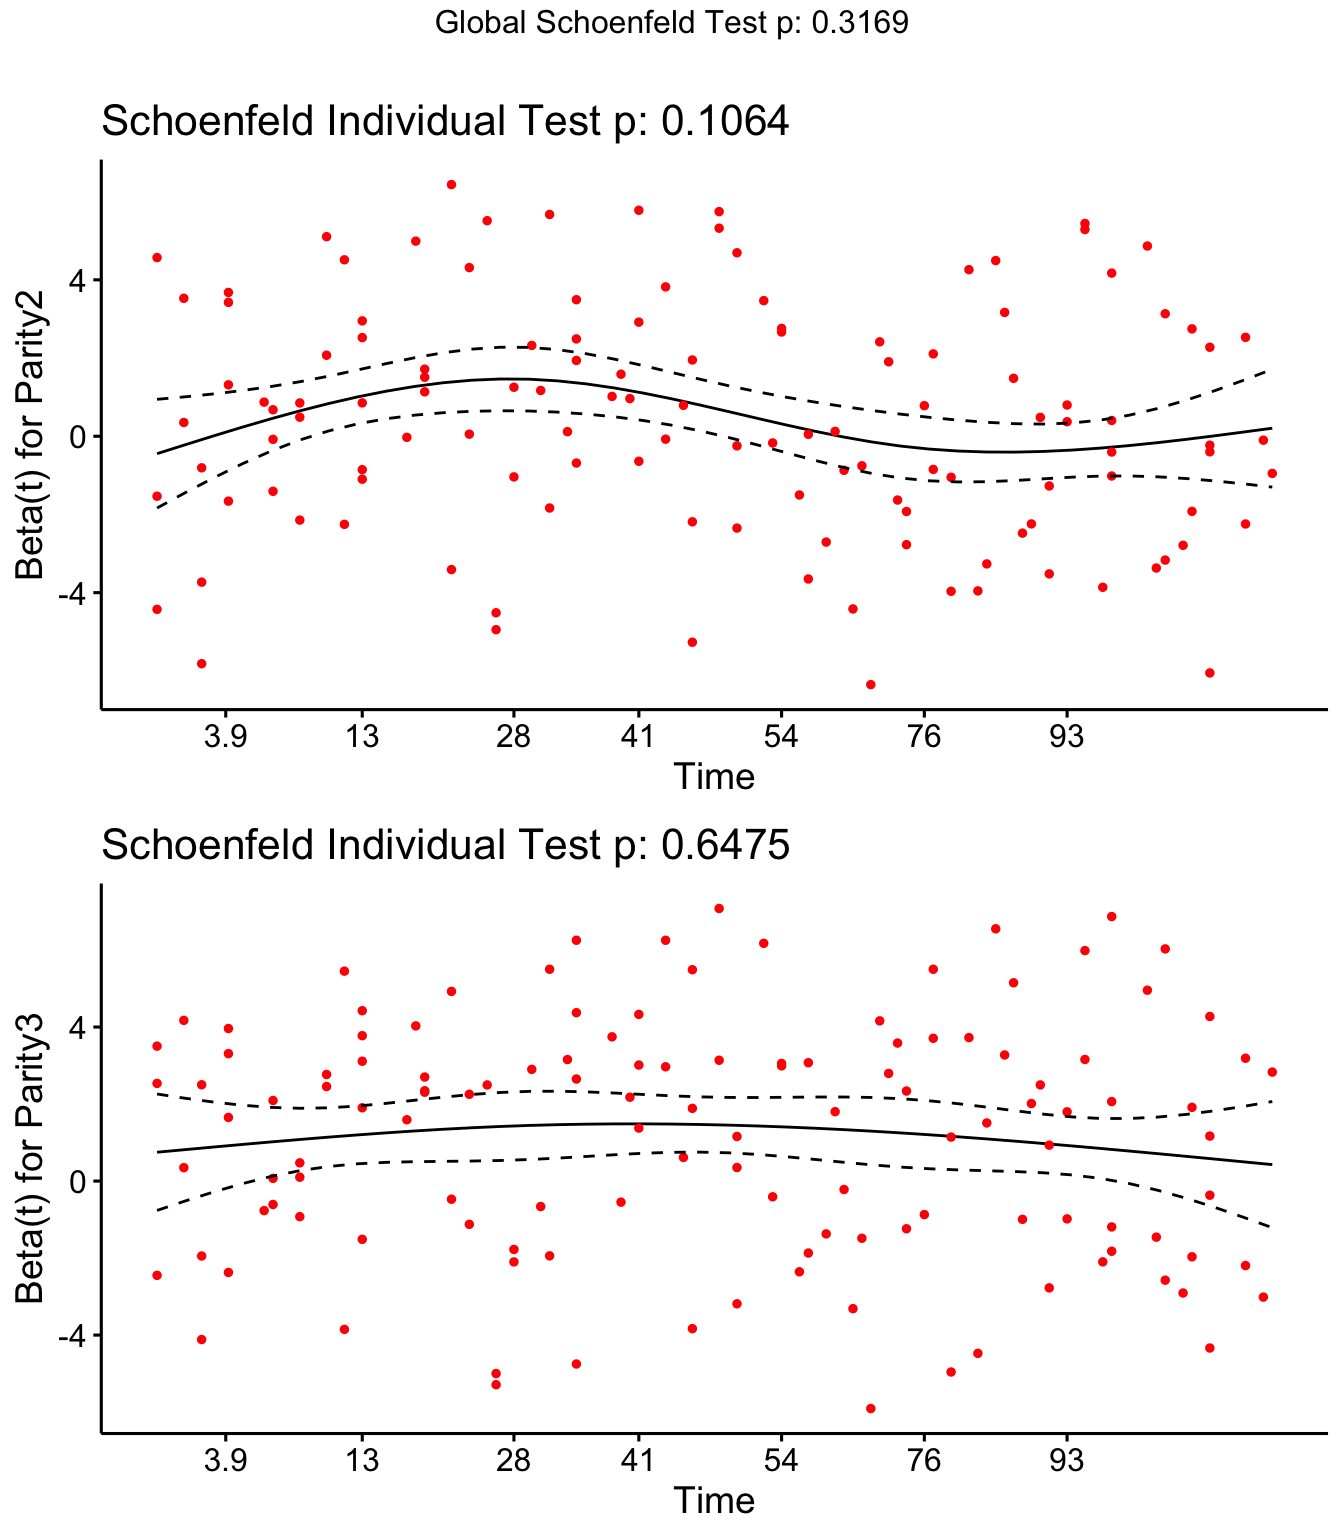 Global Schoenfeld Test p: 0.3169
Schoenfeld Individual Test p: 0.1064
Beta(t) for Parity2
4
0
-4
3.9 13 28 41 54 76 93
Time
Schoenfeld Individual Test p: 0.6475
Beta(t) for Parity3
4
0
-4
3.9 13 28 41 54 76 93
Time